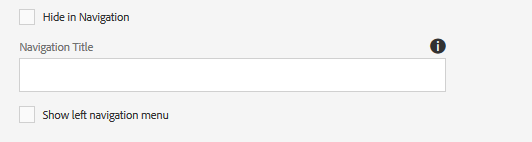 Hide in Navigation
Navigation Title
Show left navigation menu